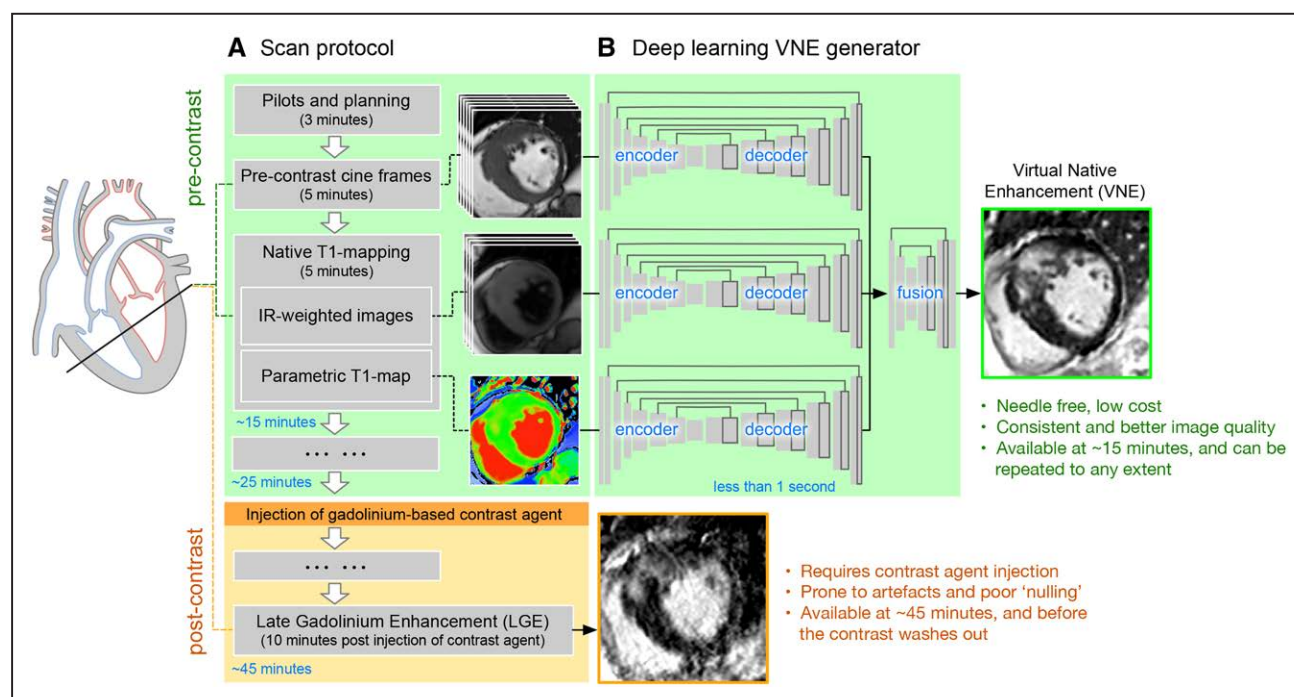 A Scan protocol
B Deep learning VNE generator
pre-contrast
Pilots and planning
(3 minutes)
Pre-contrast cine frames
(5 minutes)
Native T1-mapping
(5 minutes)
IR-weighted images
Parametric T1-map
~15 minutes
... ...
~25 minutes
encoder
decoder
encoder
decoder
encoder
decoder
less than 1 second
fusion
Virtual Native
Enhancement (VNE)
• Needle free, low cost
• Consistent and better image quality
• Available at ~15 minutes, and can be
repeated to any extent
post-contrast
Injection of gadolinium-based contrast agent
... ...
Late Gadolinium Enhancement (LGE)
(10 minutes post injection of contrast agent)
~45 minutes
• Requires contrast agent injection
• Prone to artefacts and poor ‘nulling’
• Available at ~45 minutes, and before
the contrast washes out